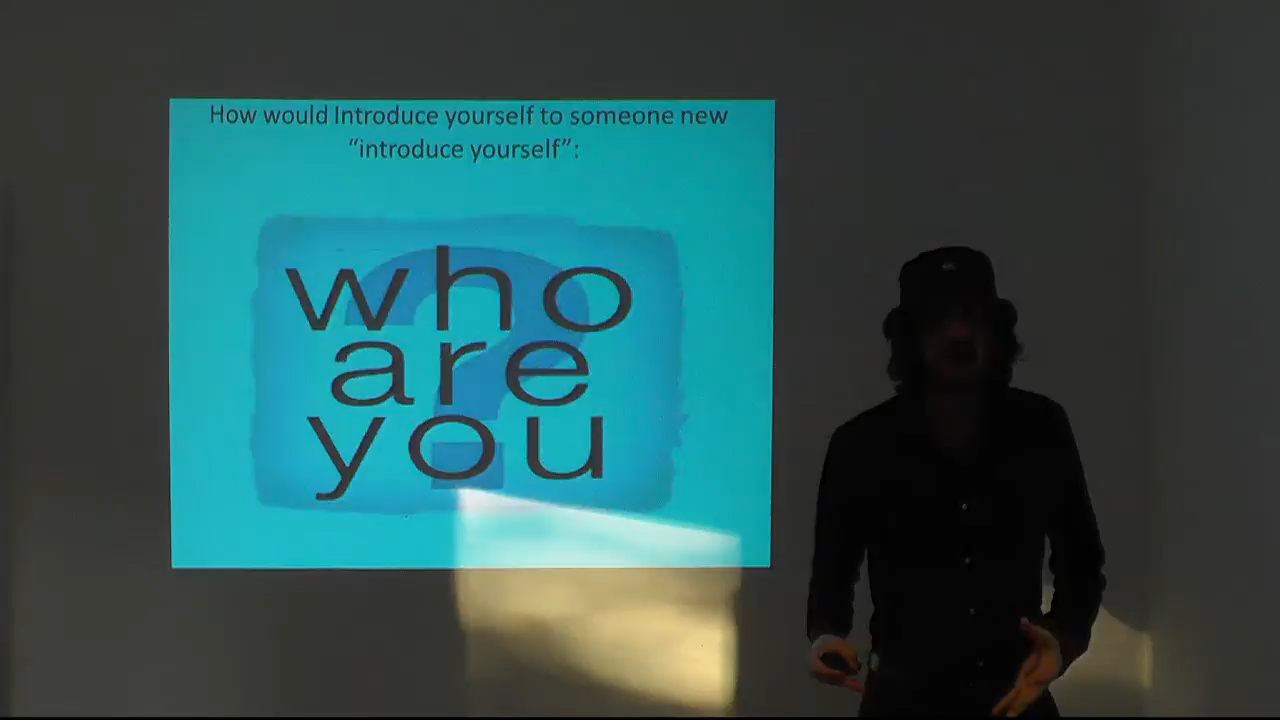 How would Introduce yourself to someone new
“introduce yourself”:
who
are
you